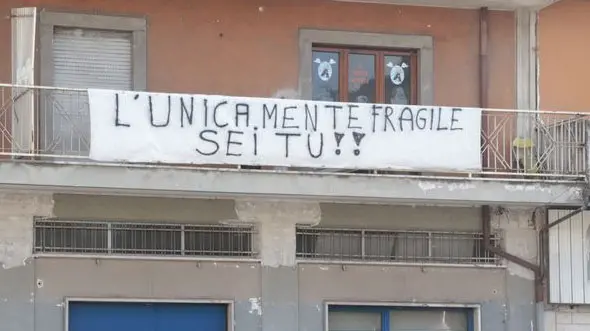 L'UNICA MENTE FRAGILE
SEI TU!!